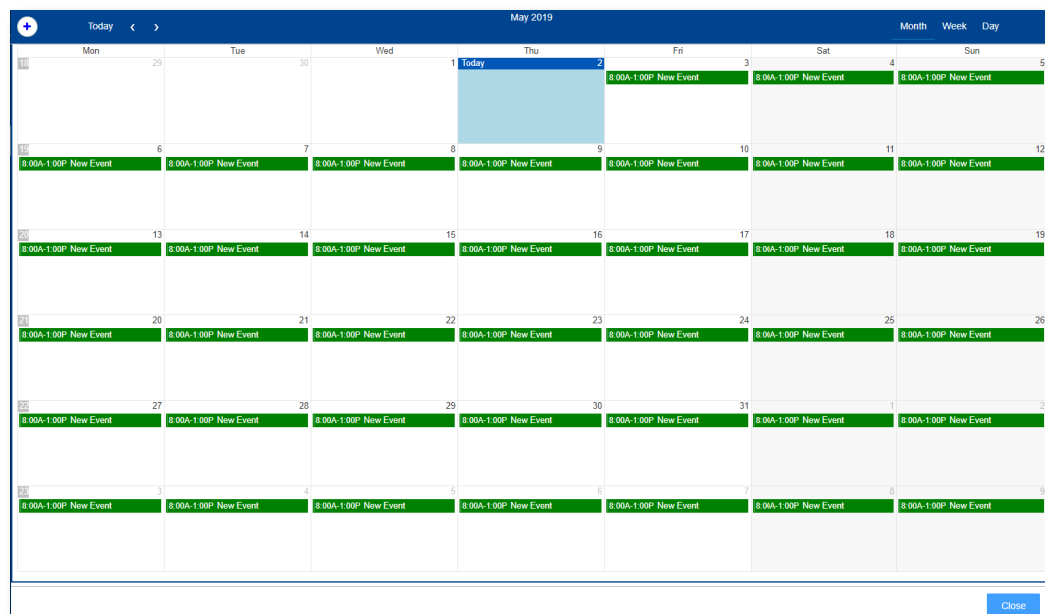 + Today ‹ › May 2019 Month Week Day
Mon Tue Wed Thu Fri Sat Sun
18 29 30 1 Today 2 3 4 5
8:00A-1:00P New Event 8:00A-1:00P New Event 8:00A-1:00P New Event
19 6 7 8 9 10 11 12
8:00A-1:00P New Event 8:00A-1:00P New Event 8:00A-1:00P New Event 8:00A-1:00P New Event 8:00A-1:00P New Event 8:00A-1:00P New Event 8:00A-1:00P New Event
20 13 14 15 16 17 18 19
8:00A-1:00P New Event 8:00A-1:00P New Event 8:00A-1:00P New Event 8:00A-1:00P New Event 8:00A-1:00P New Event 8:00A-1:00P New Event 8:00A-1:00P New Event
21 20 21 22 23 24 25 26
8:00A-1:00P New Event 8:00A-1:00P New Event 8:00A-1:00P New Event 8:00A-1:00P New Event 8:00A-1:00P New Event 8:00A-1:00P New Event 8:00A-1:00P New Event
22 27 28 29 30 31 1 2
8:00A-1:00P New Event 8:00A-1:00P New Event 8:00A-1:00P New Event 8:00A-1:00P New Event 8:00A-1:00P New Event 8:00A-1:00P New Event 8:00A-1:00P New Event
23 3 4 5 6 7 8 9
8:00A-1:00P New Event 8:00A-1:00P New Event 8:00A-1:00P New Event 8:00A-1:00P New Event 8:00A-1:00P New Event 8:00A-1:00P New Event 8:00A-1:00P New Event
Close